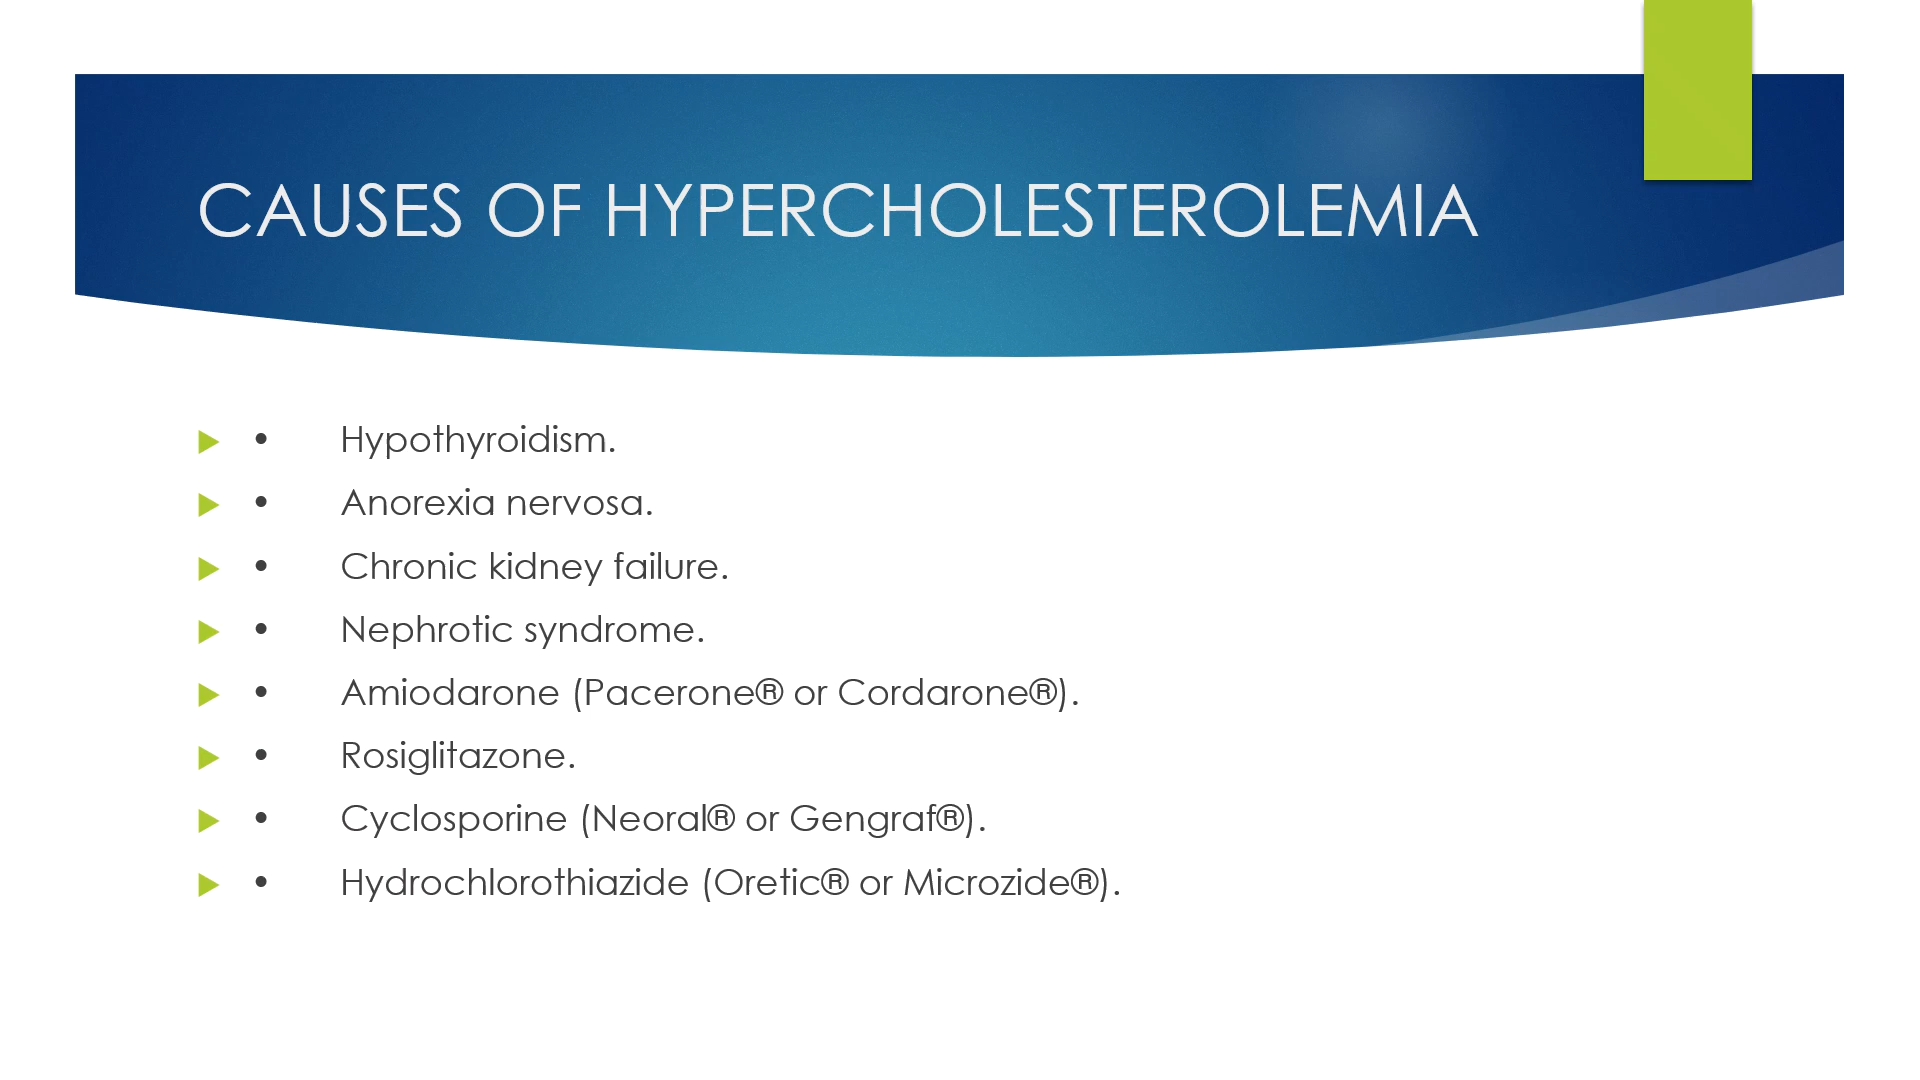 CAUSES OF HYPERCHOLESTEROLEMIA
• Hypothyroidism.
• Anorexia nervosa.
• Chronic kidney failure.
• Nephrotic syndrome.
• Amiodarone (Pacerone® or Cordarone®).
• Rosiglitazone.
• Cyclosporine (Neoral® or Gengraf®).
• Hydrochlorothiazide (Oretic® or Microzide®).